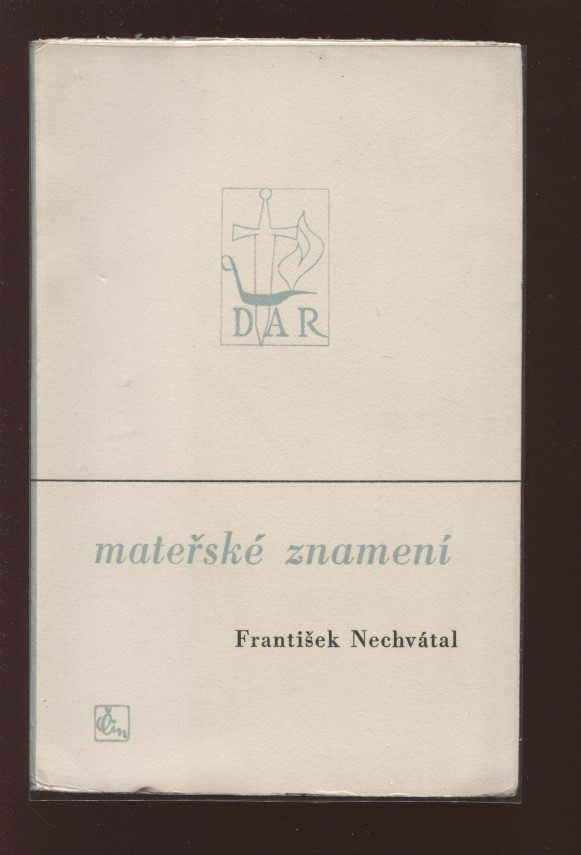 DAR
mateřské znamení
František Nechvátal
Čin